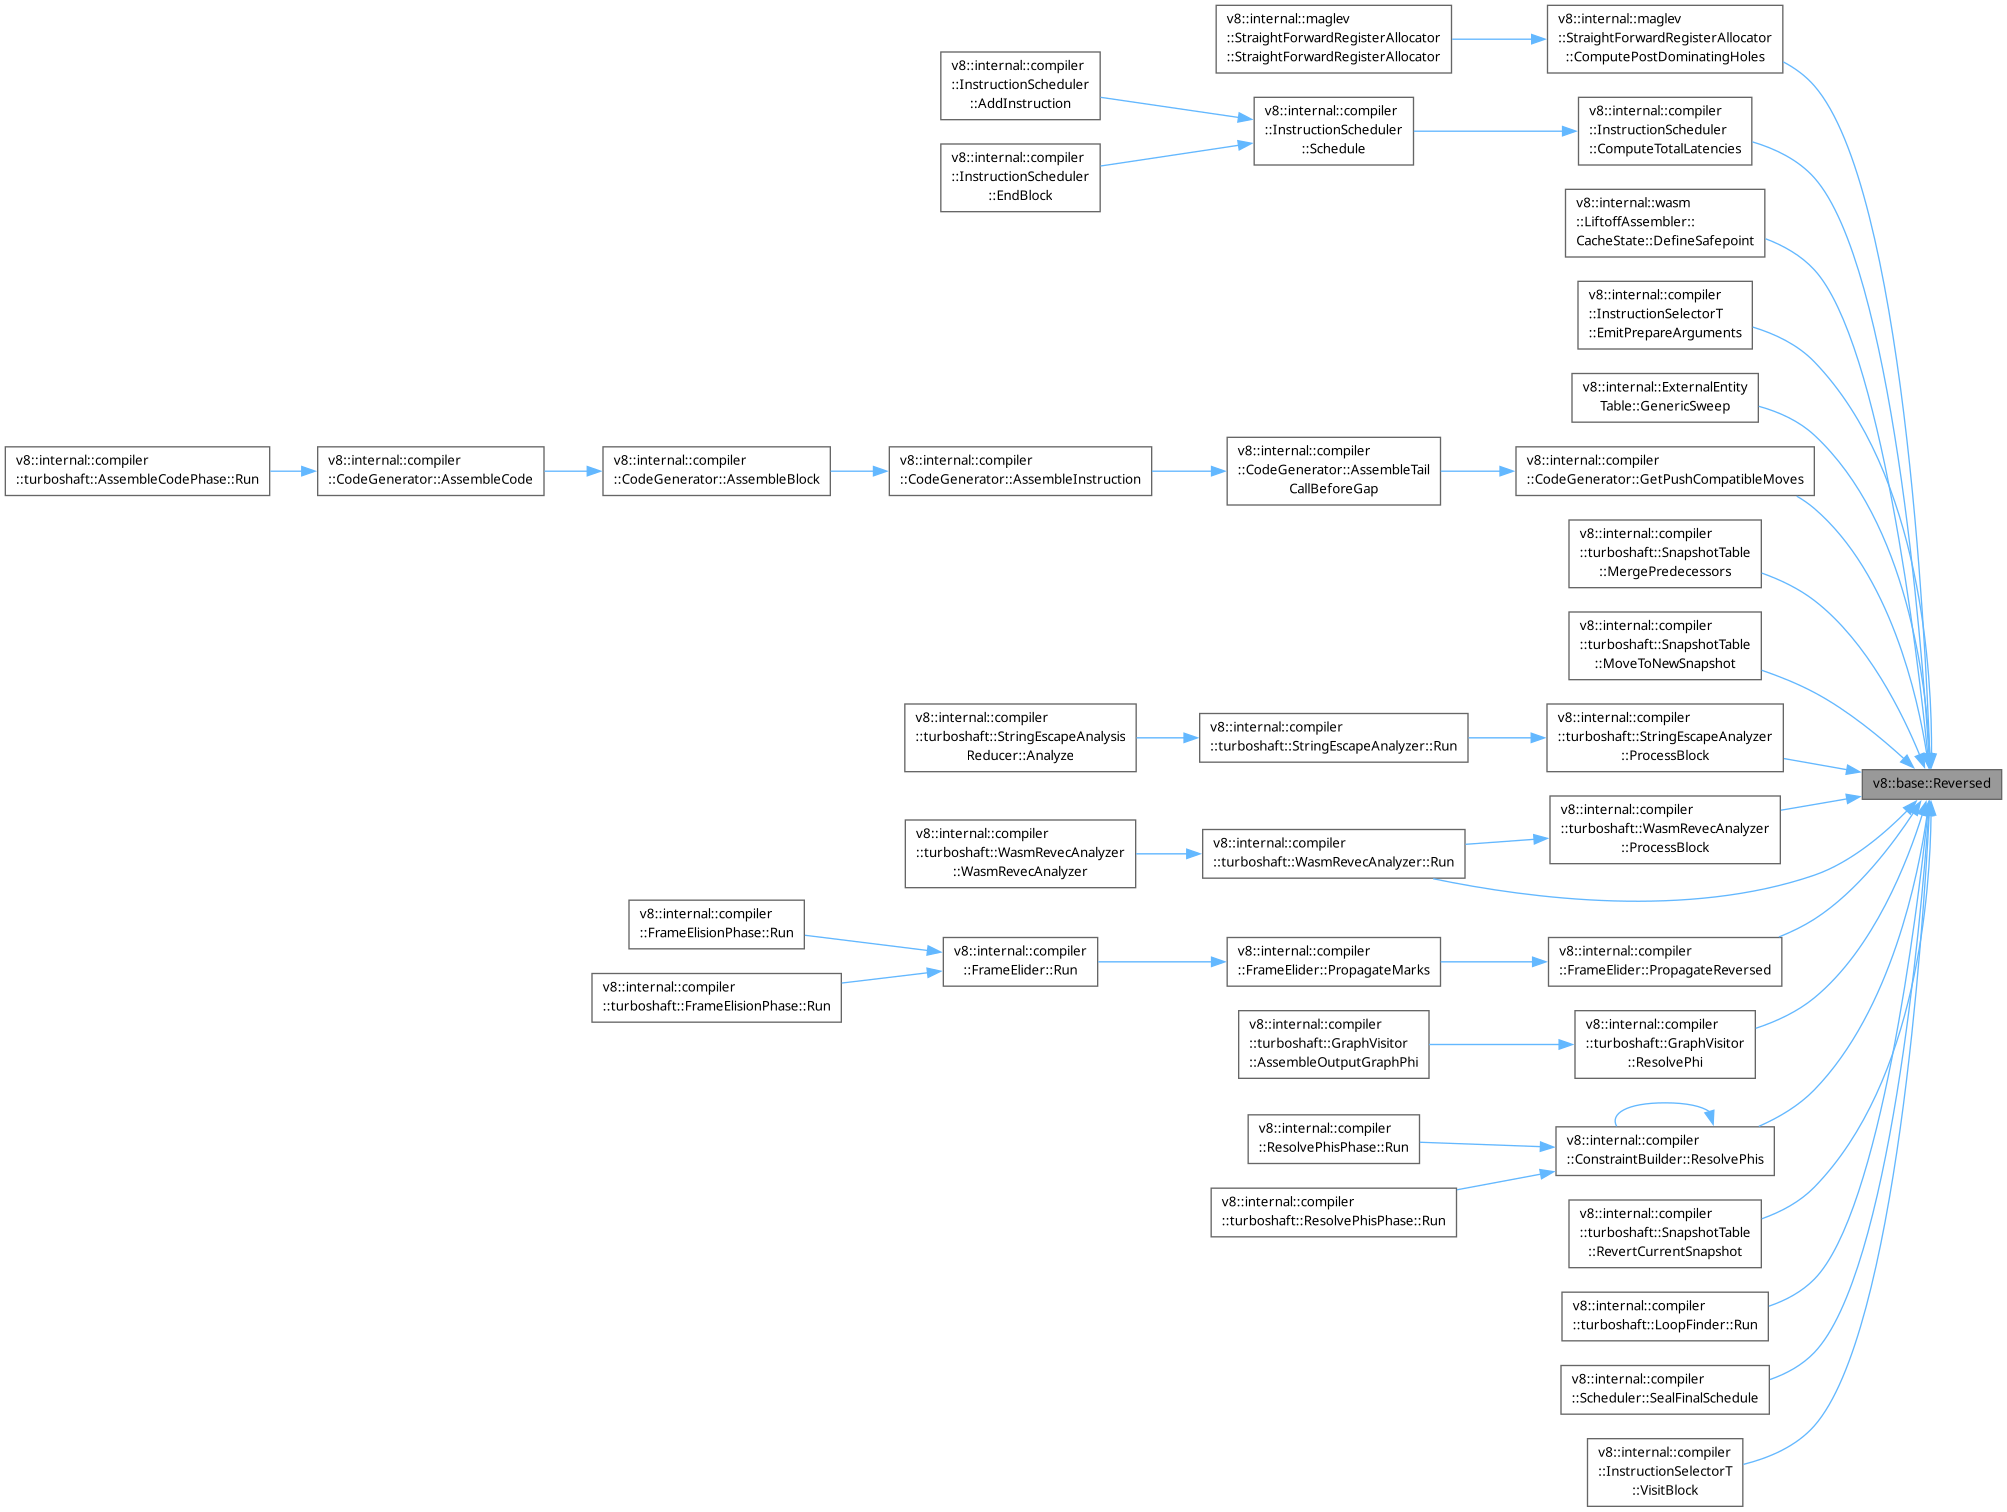 v8::internal::maglev
::StraightForwardRegisterAllocator
::StraightForwardRegisterAllocator
v8::internal::maglev
::StraightForwardRegisterAllocator
::ComputePostDominatingHoles
v8::internal::compiler
::InstructionScheduler
::AddInstruction
v8::internal::compiler
::InstructionScheduler
::EndBlock
v8::internal::compiler
::InstructionScheduler
::Schedule
v8::internal::compiler
::InstructionScheduler
::ComputeTotalLatencies
v8::internal::wasm
::LiftoffAssembler::
CacheState::DefineSafepoint
v8::internal::compiler
::InstructionSelectorT
::EmitPrepareArguments
v8::internal::ExternalEntity
Table::GenericSweep
v8::internal::compiler
::turboshaft::AssembleCodePhase::Run
v8::internal::compiler
::CodeGenerator::AssembleCode
v8::internal::compiler
::CodeGenerator::AssembleBlock
v8::internal::compiler
::CodeGenerator::AssembleInstruction
v8::internal::compiler
::CodeGenerator::AssembleTail
CallBeforeGap
v8::internal::compiler
::CodeGenerator::GetPushCompatibleMoves
v8::internal::compiler
::turboshaft::SnapshotTable
::MergePredecessors
v8::internal::compiler
::turboshaft::SnapshotTable
::MoveToNewSnapshot
v8::internal::compiler
::turboshaft::StringEscapeAnalysis
Reducer::Analyze
v8::internal::compiler
::turboshaft::StringEscapeAnalyzer::Run
v8::internal::compiler
::turboshaft::StringEscapeAnalyzer
::ProcessBlock
v8::base::Reversed
v8::internal::compiler
::turboshaft::WasmRevecAnalyzer
::WasmRevecAnalyzer
v8::internal::compiler
::turboshaft::WasmRevecAnalyzer::Run
v8::internal::compiler
::turboshaft::WasmRevecAnalyzer
::ProcessBlock
v8::internal::compiler
::FrameElisionPhase::Run
v8::internal::compiler
::turboshaft::FrameElisionPhase::Run
v8::internal::compiler
::FrameElider::Run
v8::internal::compiler
::FrameElider::PropagateMarks
v8::internal::compiler
::FrameElider::PropagateReversed
v8::internal::compiler
::turboshaft::GraphVisitor
::AssembleOutputGraphPhi
v8::internal::compiler
::turboshaft::GraphVisitor
::ResolvePhi
v8::internal::compiler
::ResolvePhisPhase::Run
v8::internal::compiler
::turboshaft::ResolvePhisPhase::Run
v8::internal::compiler
::ConstraintBuilder::ResolvePhis
v8::internal::compiler
::turboshaft::SnapshotTable
::RevertCurrentSnapshot
v8::internal::compiler
::turboshaft::LoopFinder::Run
v8::internal::compiler
::Scheduler::SealFinalSchedule
v8::internal::compiler
::InstructionSelectorT
::VisitBlock